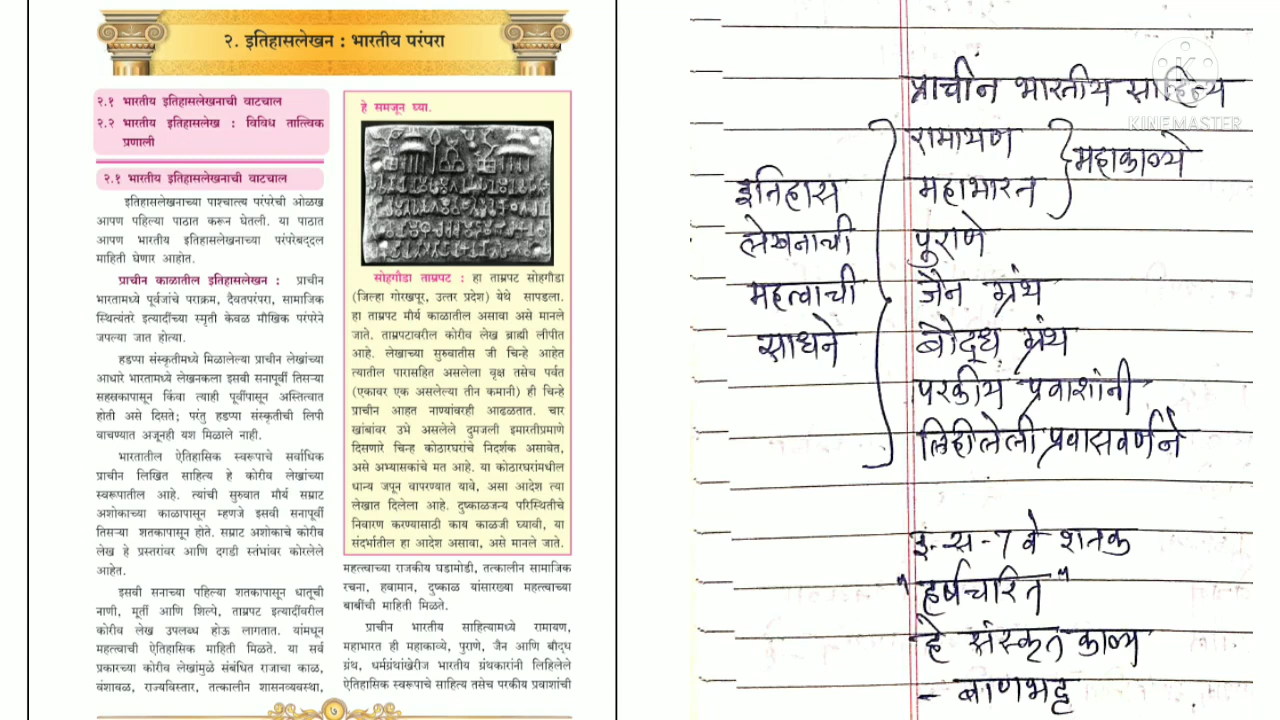 २. इतिहासलेखन : भारतीय परंपरा
२.१ भारतीय इतिहासलेखनाची वाटचाल
२.२ भारतीय इतिहासलेख : विविध तात्त्विक
प्रणाली
२.१ भारतीय इतिहासलेखनाची वाटचाल
इतिहासलेखनाच्या पाश्चात्त्य परंपरेची ओळख
आपण पहिल्या पाठात करून घेतली. या पाठात
आपण भारतीय इतिहासलेखनाच्या परंपरेबद्दल
माहिती घेणार आहोत.
प्राचीन काळातील इतिहासलेखन : प्राचीन
भारतामध्ये पूर्वजांचे पराक्रम, दैवतपरंपरा, सामाजिक
स्थित्यंतरे इत्यादींच्या स्मृती केवळ मौखिक परंपरेने
जपल्या जात होत्या.
हडप्पा संस्कृतीमध्ये मिळालेल्या प्राचीन लेखांच्या
आधारे भारतामध्ये लेखनकला इसवी सनापूर्वी तिसऱ्या
सहस्रकापासून किंवा त्याही पूर्वीपासून अस्तित्वात
होती असे दिसते; परंतु हडप्पा संस्कृतीची लिपी
वाचण्यात अजूनही यश मिळाले नाही.
भारतातील ऐतिहासिक स्वरूपाचे सर्वाधिक
प्राचीन लिखित साहित्य हे कोरीव लेखांच्या
स्वरूपातील आहे. त्यांची सुरुवात मौर्य सम्राट
अशोकाच्या काळापासून म्हणजे इसवी सनापूर्वी
तिसऱ्या शतकापासून होते. सम्राट अशोकाचे कोरीव
लेख हे प्रस्तरांवर आणि दगडी स्तंभांवर कोरलेले
आहेत.
इसवी सनाच्या पहिल्या शतकापासून धातूची
नाणी, मूर्ती आणि शिल्पे, ताम्रपट इत्यादींवरील
कोरीव लेख उपलब्ध होऊ लागतात. यांमधून
महत्त्वाची ऐतिहासिक माहिती मिळते. या सर्व
प्रकारच्या कोरीव लेखांमुळे संबंधित राजाचा काळ,
वंशावळ, राज्यविस्तार, तत्कालीन शासनव्यवस्था,
हे समजून घ्या.
सोहगौडा ताम्रपट : हा ताम्रपट सोहगौडा
(जिल्हा गोरखपूर, उत्तर प्रदेश) येथे सापडला.
हा ताम्रपट मौर्य काळातील असावा असे मानले
जाते. ताम्रपटावरील कोरीव लेख ब्राह्मी लिपीत
आहे. लेखाच्या सुरुवातीस जी चिन्हे आहेत
त्यातील पारासहित असलेला वृक्ष तसेच पर्वत
(एकावर एक असलेल्या तीन कमानी) ही चिन्हे
प्राचीन आहत नाण्यांवरही आढळतात. चार
खांबांवर उभे असलेले दुमजली इमारतीप्रमाणे
दिसणारे चिन्ह कोठारघरांचे निदर्शक असावेत,
असे अभ्यासकांचे मत आहे. या कोठारघरांमधील
धान्य जपून वापरण्यात यावे, असा आदेश त्या
लेखात दिलेला आहे. दुष्काळजन्य परिस्थितीचे
निवारण करण्यासाठी काय काळजी घ्यावी, या
संदर्भातील हा आदेश असावा, असे मानले जाते.
महत्त्वाच्या राजकीय घडामोडी, तत्कालीन सामाजिक
रचना, हवामान, दुष्काळ यांसारख्या महत्त्वाच्या
बाबींची माहिती मिळते.
प्राचीन भारतीय साहित्यामध्ये रामायण,
महाभारत ही महाकाव्ये, पुराणे, जैन आणि बौद्ध
ग्रंथ, धर्मग्रंथांखेरीज भारतीय ग्रंथकारांनी लिहिलेले
ऐतिहासिक स्वरूपाचे साहित्य तसेच परकीय प्रवाशांची
७
प्राचीन भारतीय साहित्य
KINEMASTER
रामायण
महाभारत
महाकाव्ये
इतिहास
लेखनाची
महत्वाची
साधने
पुराणे
जैन ग्रंथ
बौद्ध ग्रंथ
परकीय प्रवाशांनी
लिहीलेली प्रवासवर्णने
इ.स-7 वे शतक
"हर्षचरित"
हे संस्कृत काव्य
- बाणभट्ट